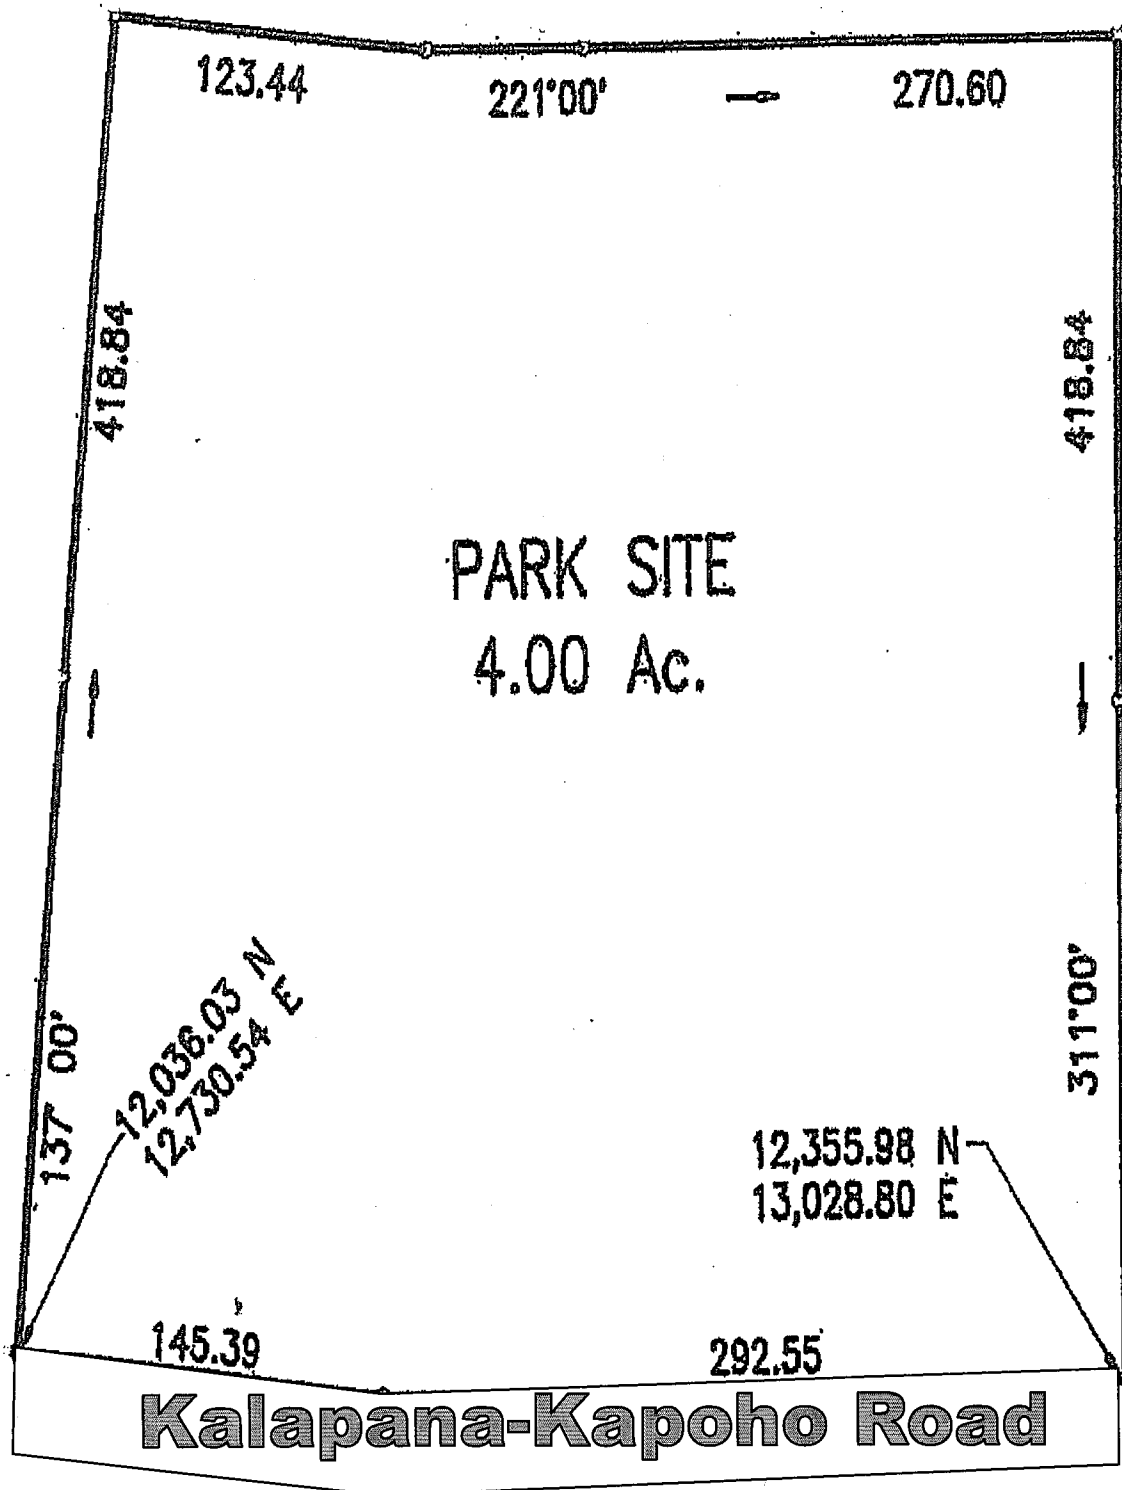 123.44
221°00'
270.60
418.84
418.84
PARK SITE
4.00 Ac.
137 00'
12,036.03 N
12,730.54 E
311°00'
12,355.98 N
13,028.80 E
145.39
292.55
Kalapana-Kapoho Road